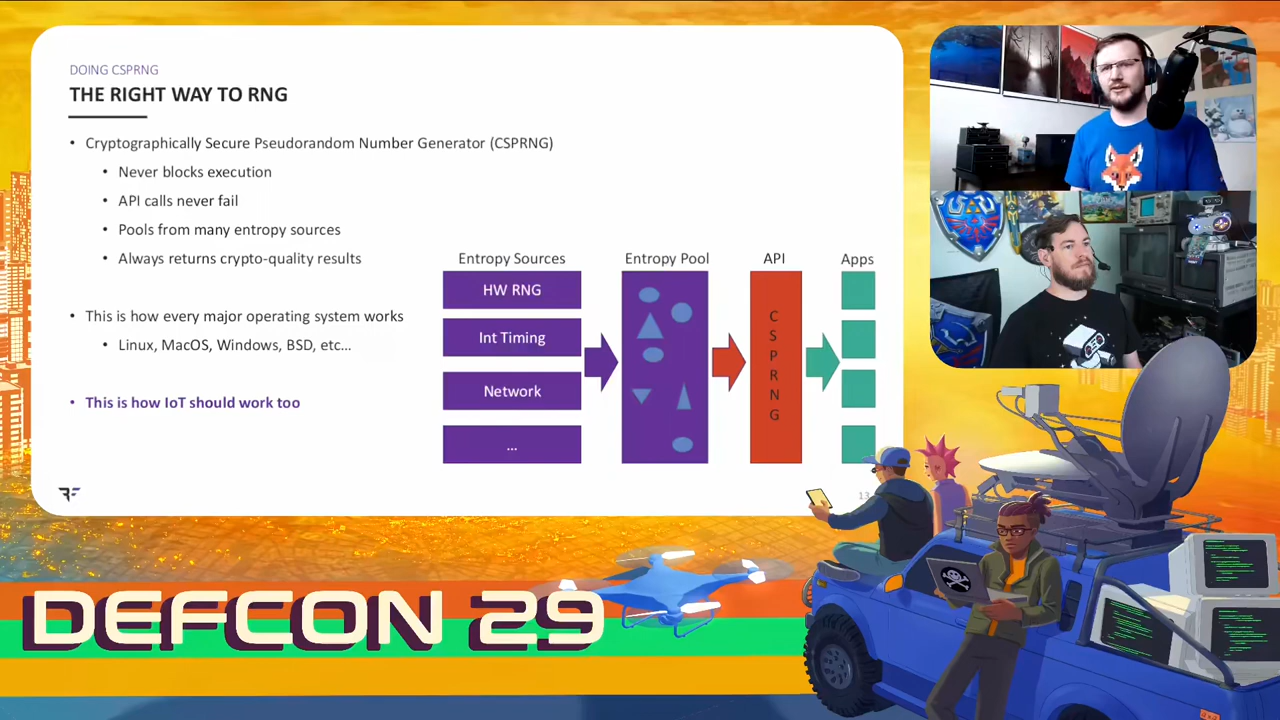 DOING CSPRNG
THE RIGHT WAY TO RNG
• Cryptographically Secure Pseudorandom Number Generator (CSPRNG)
• Never blocks execution
• API calls never fail
• Pools from many entropy sources
• Always returns crypto-quality results
• This is how every major operating system works
• Linux, MacOS, Windows, BSD, etc...
• This is how IoT should work too
Entropy Sources
HW RNG
Int Timing
Network
...
Entropy Pool
API
CSPRNG
Apps
13
DEFCON 29